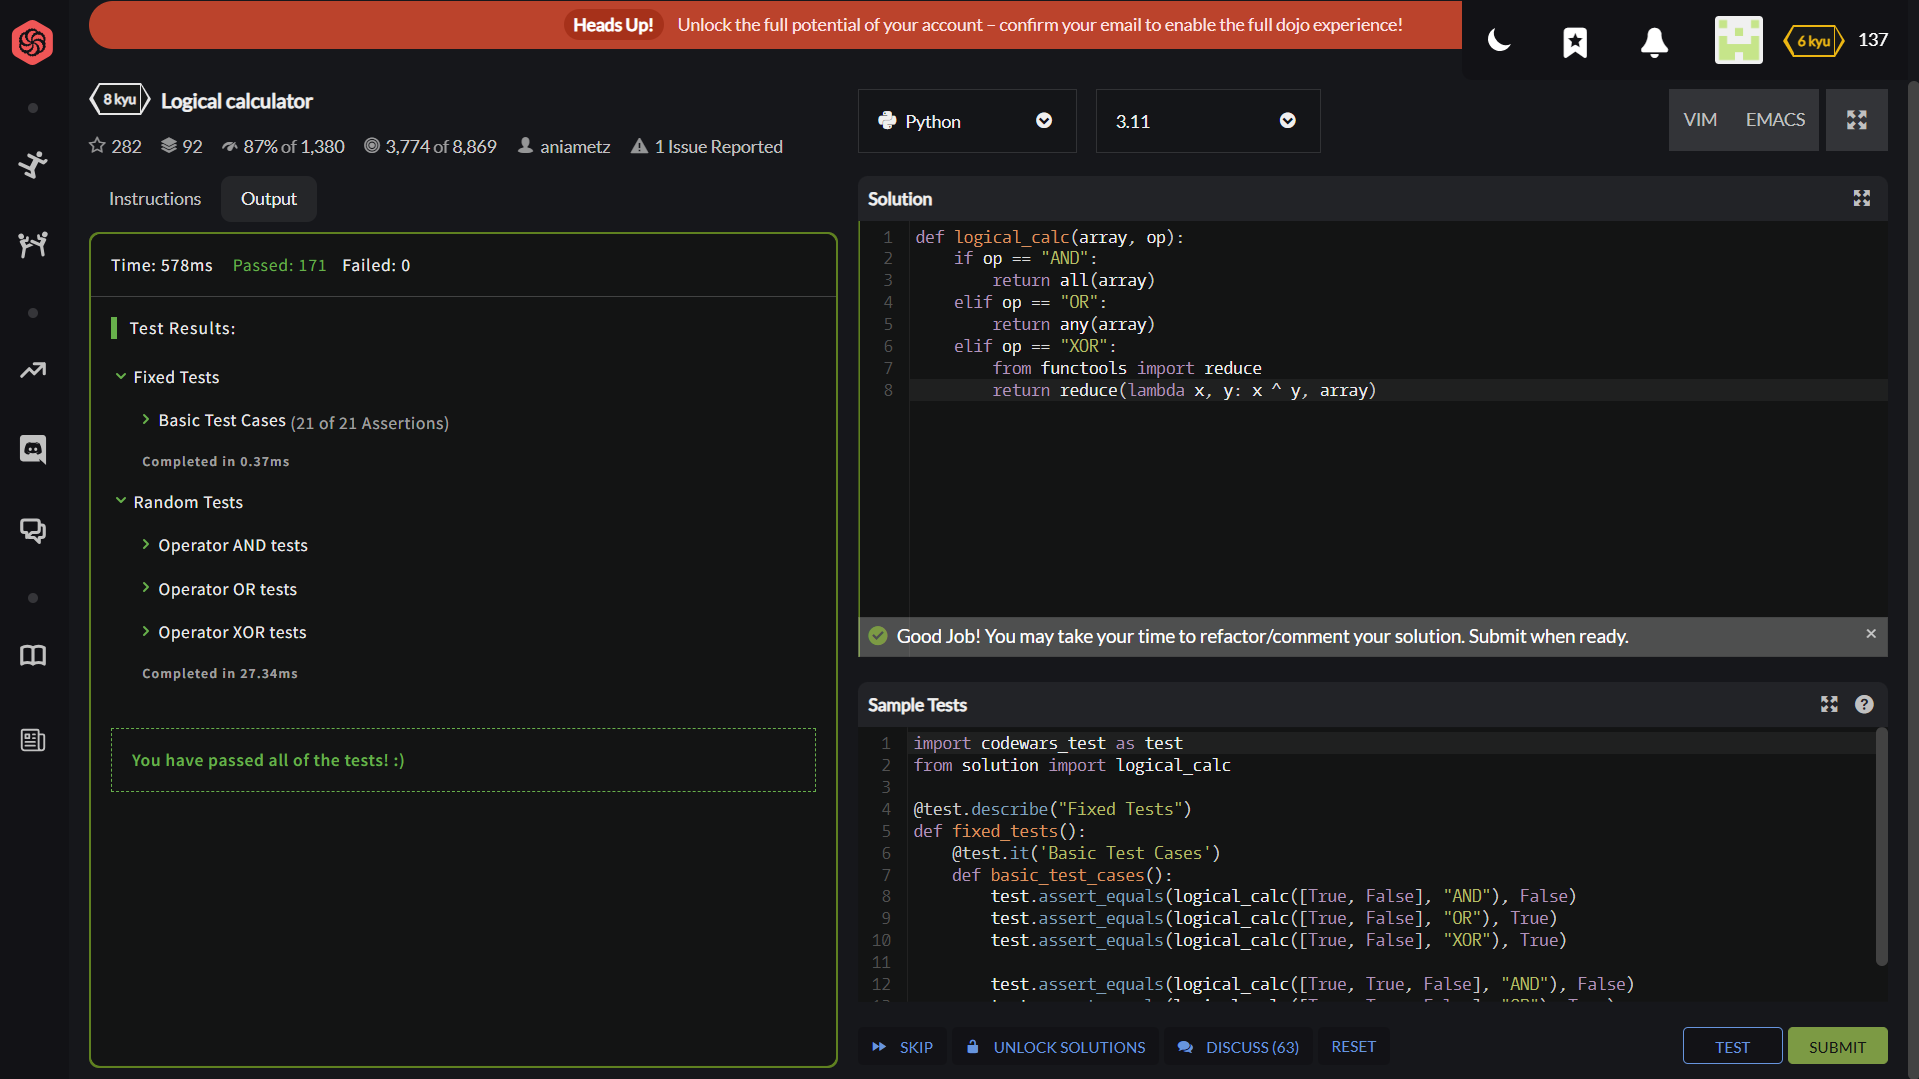 Heads Up! Unlock the full potential of your account – confirm your email to enable the full dojo experience!
6 kyu 137
8 kyu Logical calculator
282 92 87% of 1,380 3,774 of 8,869 aniametz 1 Issue Reported
Instructions Output
Time: 578ms Passed: 171 Failed: 0
Test Results:
Fixed Tests
Basic Test Cases (21 of 21 Assertions)
Completed in 0.37ms
Random Tests
Operator AND tests
Operator OR tests
Operator XOR tests
Completed in 27.34ms
You have passed all of the tests! :)
Python 3.11 VIM EMACS
Solution
1 def logical_calc(array, op):
2     if op == "AND":
3         return all(array)
4     elif op == "OR":
5         return any(array)
6     elif op == "XOR":
7         from functools import reduce
8         return reduce(lambda x, y: x ^ y, array)
Good Job! You may take your time to refactor/comment your solution. Submit when ready. ×
Sample Tests ?
1 import codewars_test as test
2 from solution import logical_calc
3
4 @test.describe("Fixed Tests")
5 def fixed_tests():
6     @test.it('Basic Test Cases')
7     def basic_test_cases():
8         test.assert_equals(logical_calc([True, False], "AND"), False)
9         test.assert_equals(logical_calc([True, False], "OR"), True)
10         test.assert_equals(logical_calc([True, False], "XOR"), True)
11
12         test.assert_equals(logical_calc([True, True, False], "AND"), False)
SKIP UNLOCK SOLUTIONS DISCUSS (63) RESET TEST SUBMIT